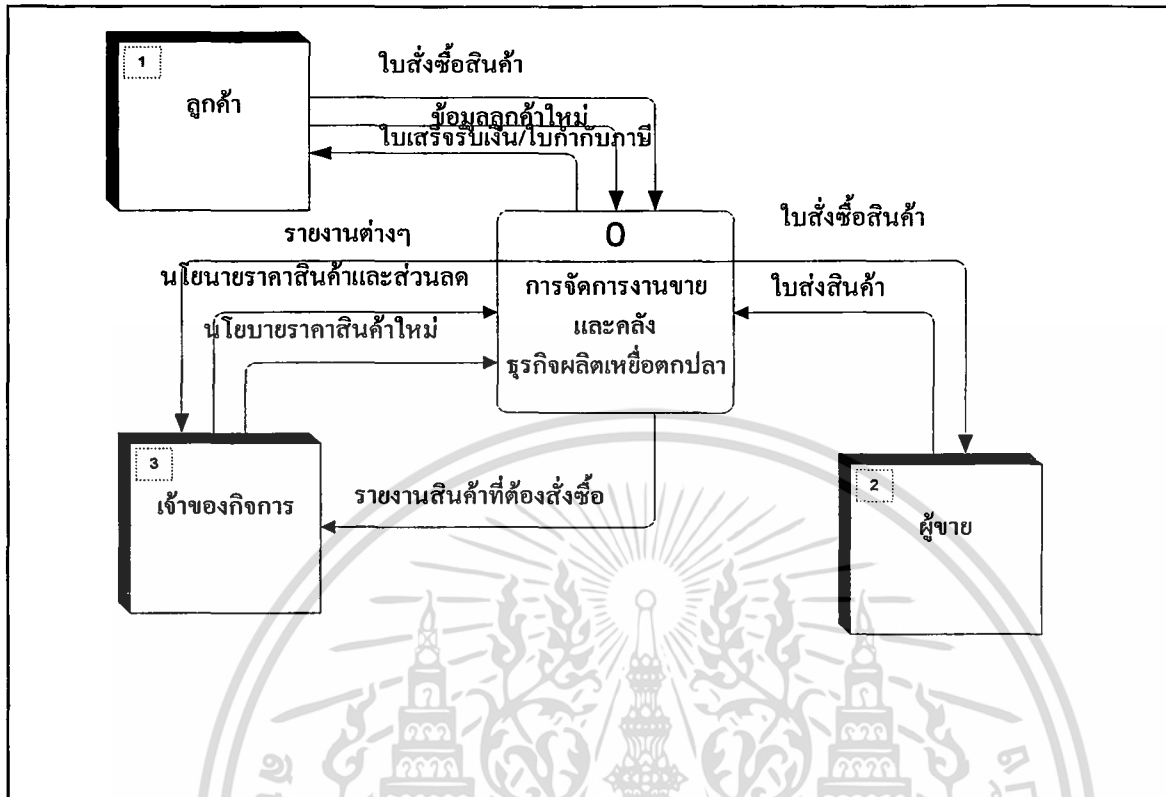 1
ลูกค้า
ใบสั่งซื้อสินค้า
ข้อมูลลูกค้าใหม่
ใบเสร็จรับเงิน/ใบกำกับภาษี
0
การจัดการงานขาย
และคลัง
ธุรกิจผลิตเหยื่อตกปลา
ใบสั่งซื้อสินค้า
ใบส่งสินค้า
รายงานต่างๆ
นโยบายราคาสินค้าและส่วนลด
นโยบายราคาสินค้าใหม่
3
เจ้าของกิจการ
รายงานสินค้าที่ต้องสั่งซื้อ
2
ผู้ขาย